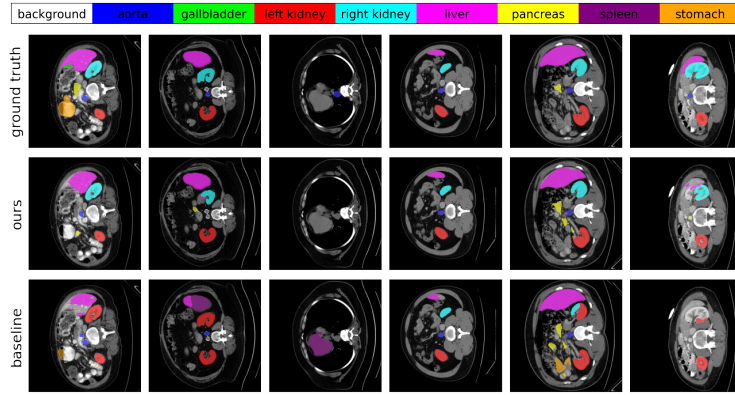 background aorta gallbladder left kidney right kidney liver pancreas spleen stomach
ground truth
ours
baseline